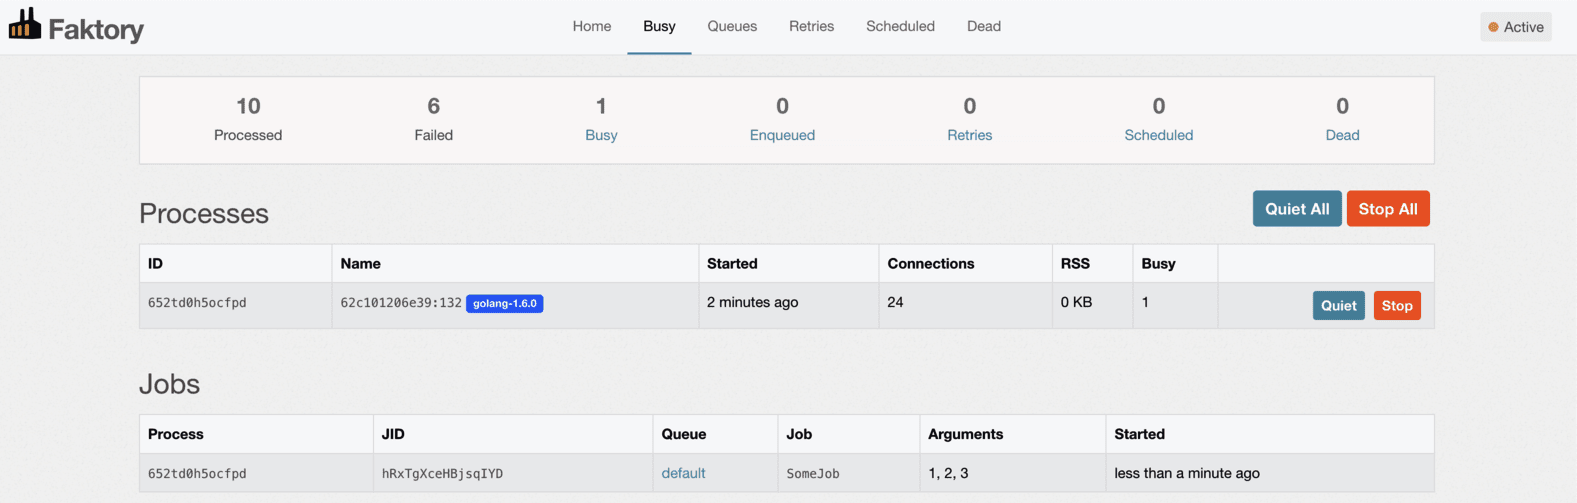 Faktory Home Busy Queues Retries Scheduled Dead Active
10 6 1 0 0 0 0
Processed Failed Busy Enqueued Retries Scheduled Dead
Processes Quiet All Stop All
ID Name Started Connections RSS Busy
652td0h5ocfpd 62c101206e39:132 golang-1.6.0 2 minutes ago 24 0 KB 1 Quiet Stop
Jobs
Process JID Queue Job Arguments Started
652td0h5ocfpd hRxTgXceHBjsqIYD default SomeJob 1, 2, 3 less than a minute ago